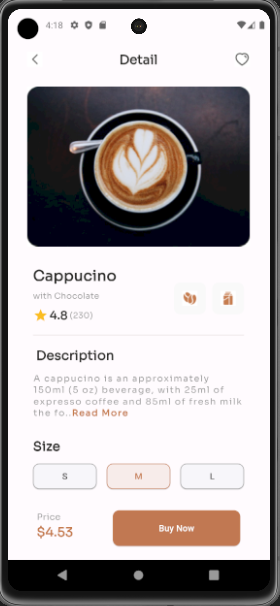 4:18
Detail
Cappucino
with Chocolate
4.8 (230)
Description
A cappucino is an approximately
150ml (5 oz) beverage, with 25ml of
espresso coffee and 85ml of fresh milk
the fo..Read More
Size
S M L
Price
$4.53
Buy Now